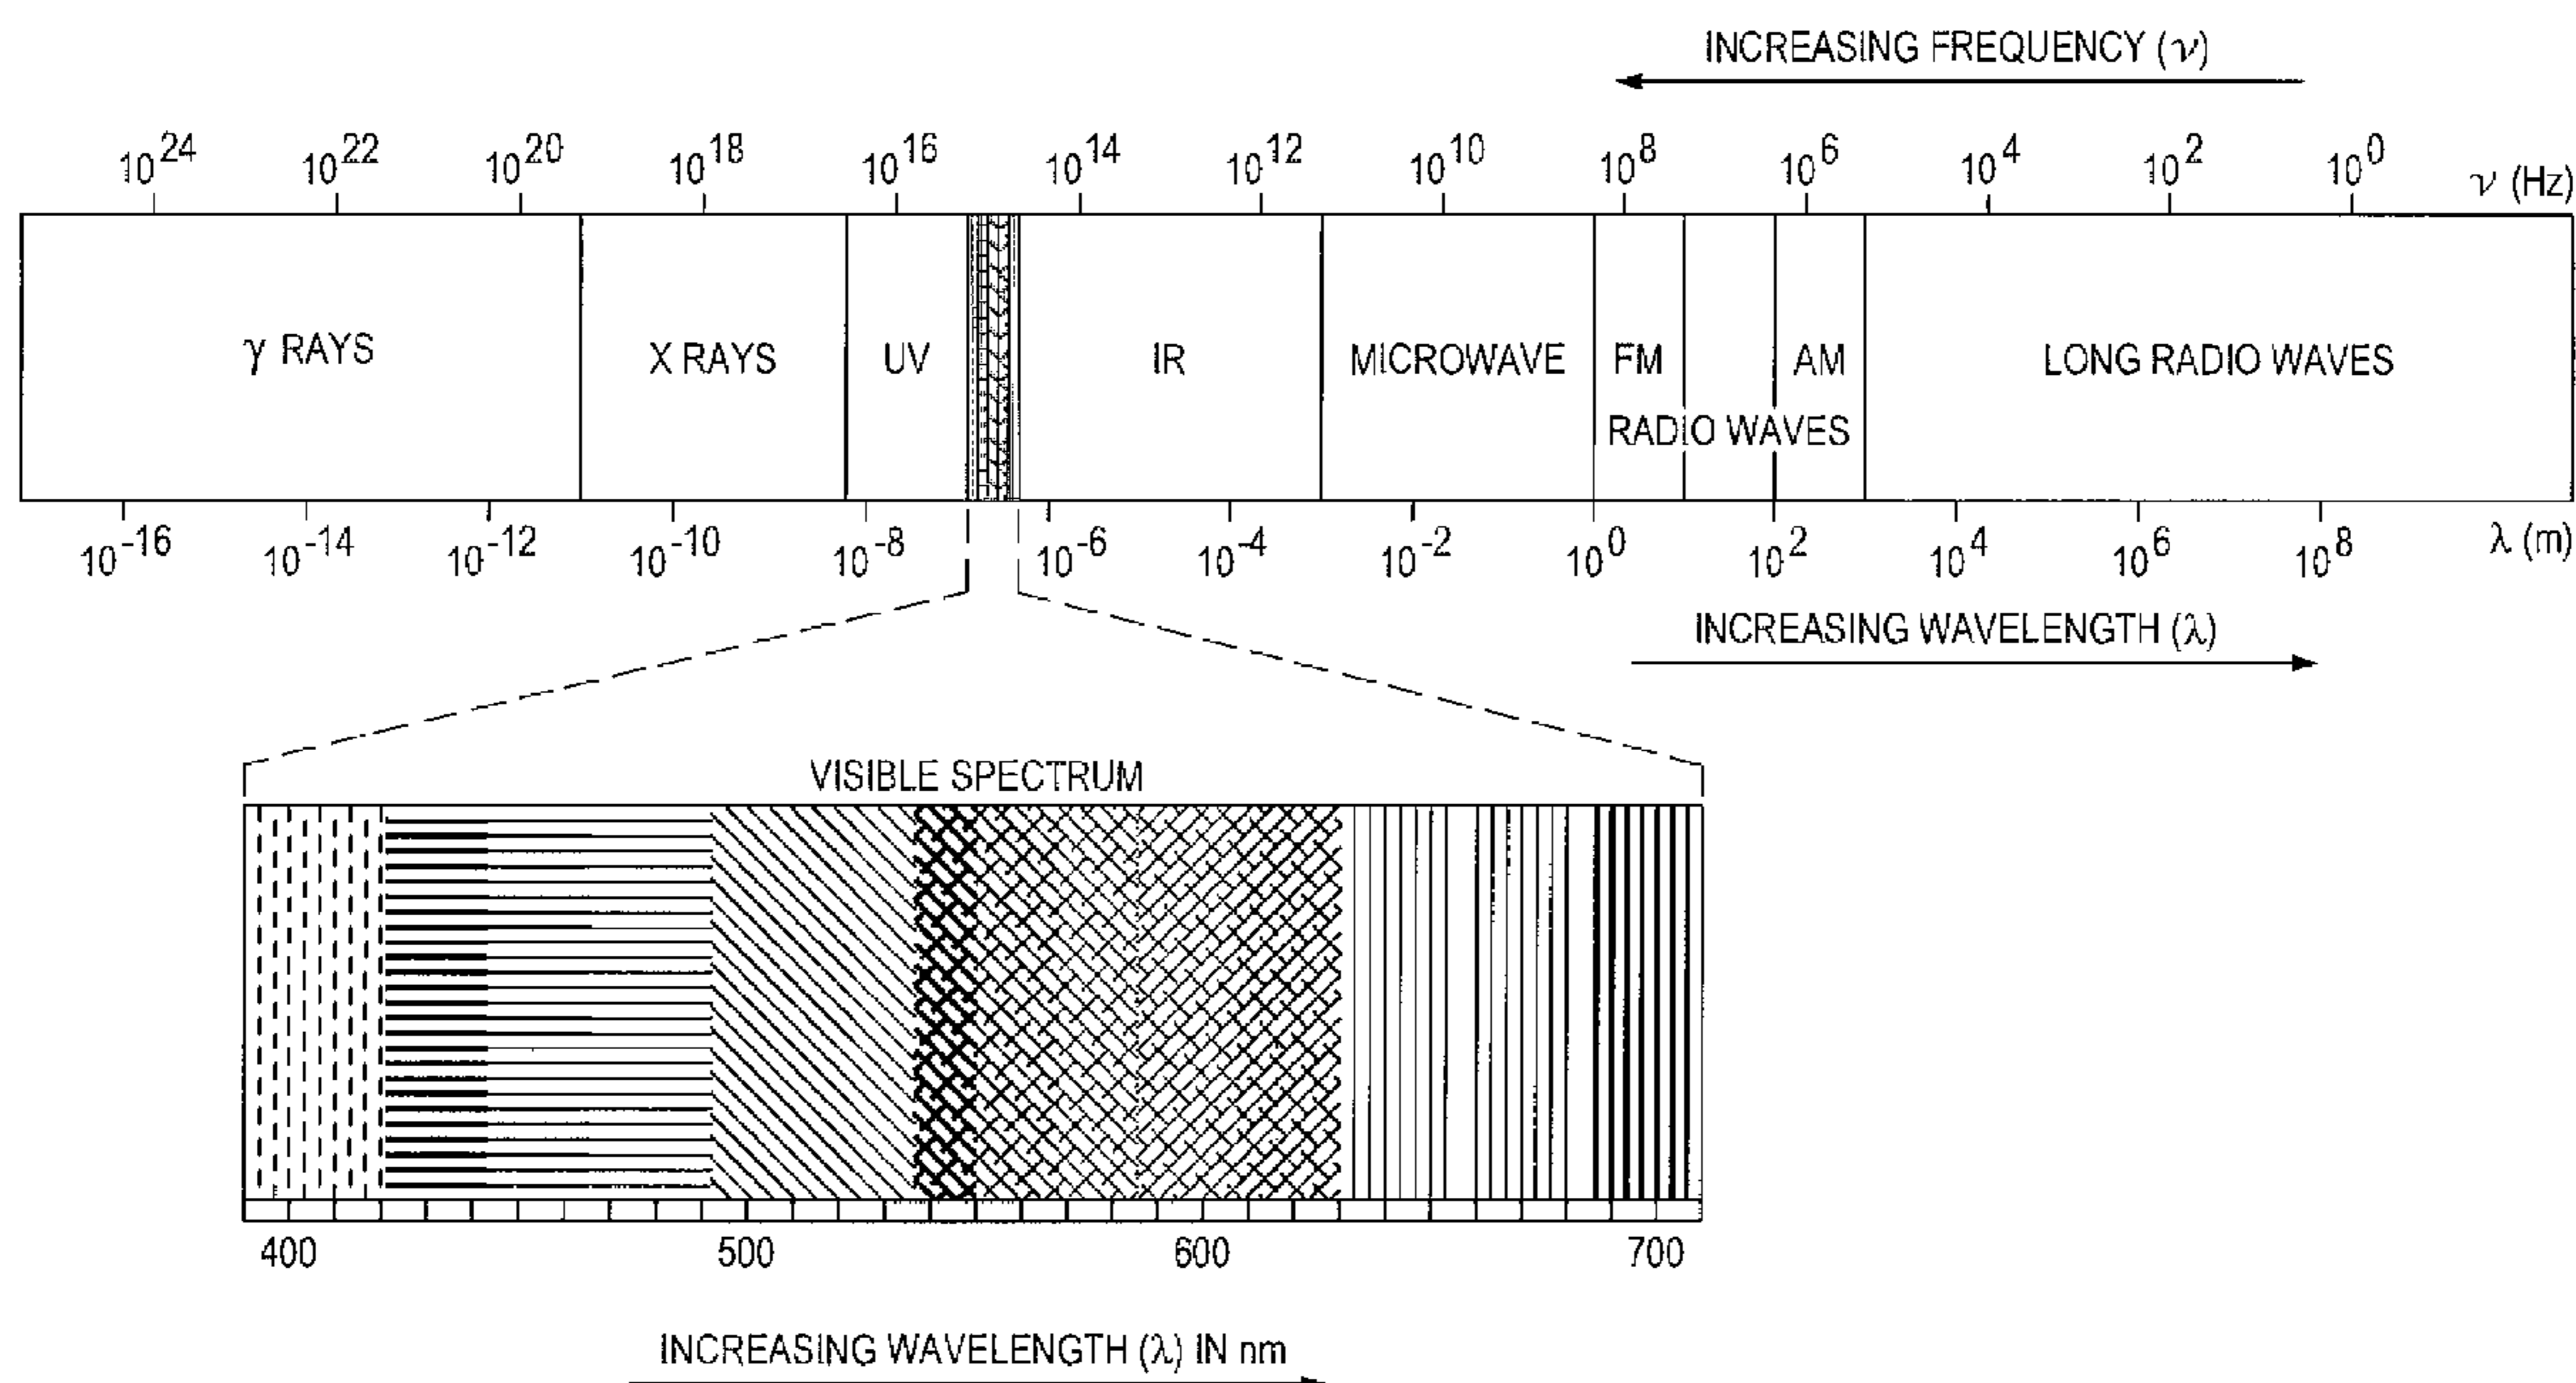 INCREASING FREQUENCY (ν)
10^24 10^22 10^20 10^18 10^16 10^14 10^12 10^10 10^8 10^6 10^4 10^2 10^0 ν (Hz)
γ RAYS X RAYS UV IR MICROWAVE FM AM LONG RADIO WAVES
RADIO WAVES
10^-16 10^-14 10^-12 10^-10 10^-8 10^-6 10^-4 10^-2 10^0 10^2 10^4 10^6 10^8 λ (m)
INCREASING WAVELENGTH (λ)
VISIBLE SPECTRUM
400 500 600 700
INCREASING WAVELENGTH (λ) IN nm